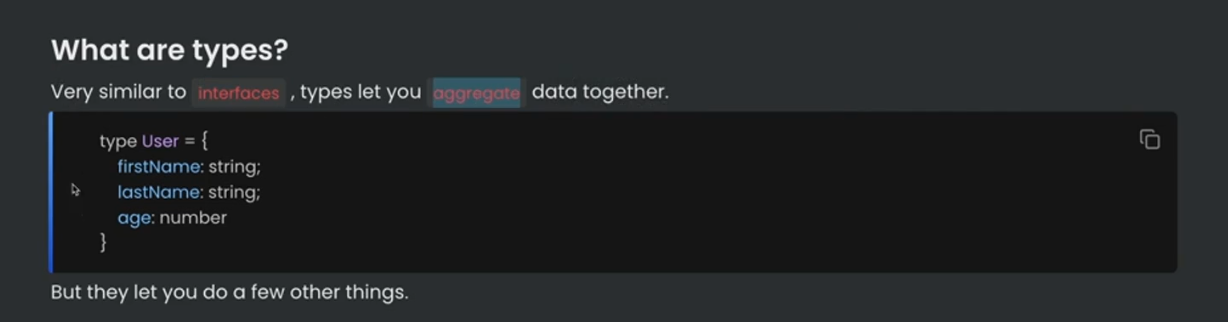 What are types?
Very similar to interfaces , types let you aggregate data together.
type User = {
firstName: string;
lastName: string;
age: number
}
But they let you do a few other things.